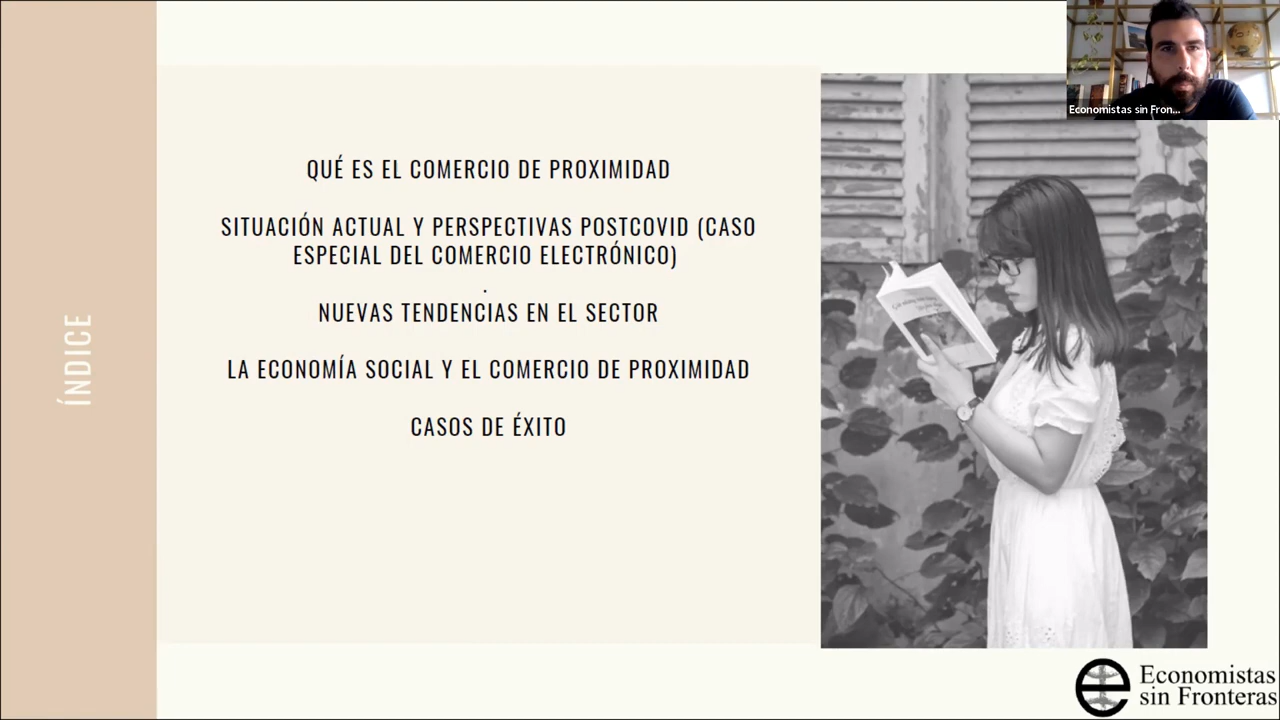 Economistas sin Fron...
ÍNDICE
QUÉ ES EL COMERCIO DE PROXIMIDAD
SITUACIÓN ACTUAL Y PERSPECTIVAS POSTCOVID (CASO
ESPECIAL DEL COMERCIO ELECTRÓNICO)
.
NUEVAS TENDENCIAS EN EL SECTOR
LA ECONOMÍA SOCIAL Y EL COMERCIO DE PROXIMIDAD
CASOS DE ÉXITO
Economistas
sin Fronteras